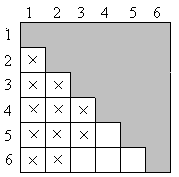 1 2 3 4 5 6
1
2 ×
3 × ×
4 × × ×
5 × × ×
6 × ×